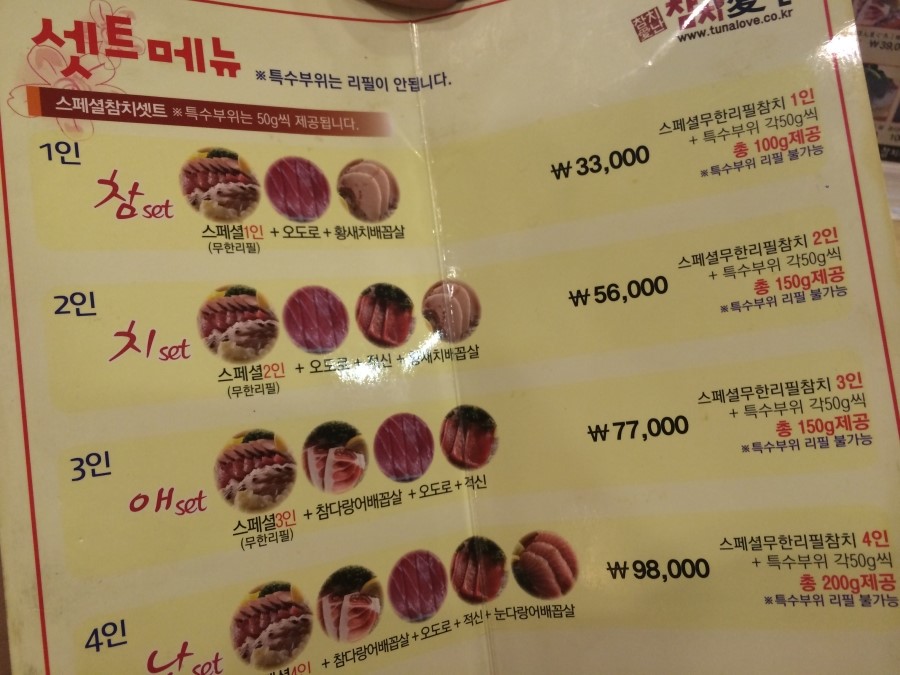 셋트메뉴 ※특수부위는 리필이 안됩니다.
www.tunalove.co.kr
스페셜참치셋트 ※특수부위는 50g씩 제공됩니다.
1인
참set
스페셜1인 + 오도로 + 황새치배꼽살
(무한리필)
₩33,000
스페셜무한리필참치 1인
+ 특수부위 각50g씩
총 100g제공
※특수부위 리필 불가능
2인
치set
스페셜2인 + 오도로 + 적신 + 황새치배꼽살
(무한리필)
₩56,000
스페셜무한리필참치 2인
+ 특수부위 각50g씩
총 150g제공
※특수부위 리필 불가능
3인
애set
스페셜3인 + 참다랑어배꼽살 + 오도로 + 적신
(무한리필)
₩77,000
스페셜무한리필참치 3인
+ 특수부위 각50g씩
총 150g제공
※특수부위 리필 불가능
4인
set
4인 + 참다랑어배꼽살 + 오도로 + 적신 + 눈다랑어배꼽살
₩98,000
스페셜무한리필참치 4인
+ 특수부위 각50g씩
총 200g제공
※특수부위 리필 불가능